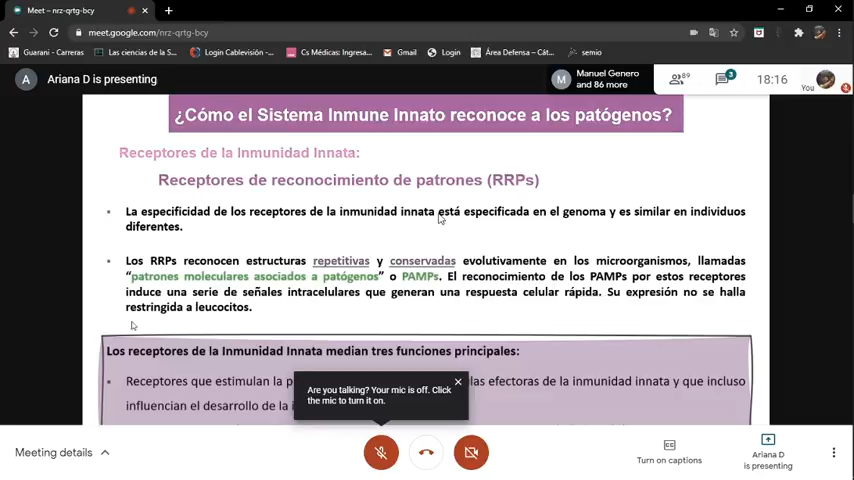 Meet – nrz-qrtg-bcy
meet.google.com/nrz-qrtg-bcy
Guarani - Carreras
Las ciencias de la S...
Login Cablevisión -...
Cs Médicas: Ingresa...
Gmail
Login
Área Defensa – Cát...
semio
A
Ariana D is presenting
M
Manuel Genero
and 86 more
89
3
18:16
You
¿Cómo el Sistema Inmune Innato reconoce a los patógenos?
Receptores de la Inmunidad Innata:
Receptores de reconocimiento de patrones (RRPs)
• La especificidad de los receptores de la inmunidad innata está especificada en el genoma y es similar en individuos
diferentes.
• Los RRPs reconocen estructuras repetitivas y conservadas evolutivamente en los microorganismos, llamadas
“patrones moleculares asociados a patógenos” o PAMPs. El reconocimiento de los PAMPs por estos receptores
induce una serie de señales intracelulares que generan una respuesta celular rápida. Su expresión no se halla
restringida a leucocitos.
Los receptores de la Inmunidad Innata median tres funciones principales:
• Receptores que estimulan la p las efectoras de la inmunidad innata y que incluso
influencian el desarrollo de la i
Are you talking? Your mic is off. Click
the mic to turn it on.
Meeting details
CC
Turn on captions
Ariana D
is presenting